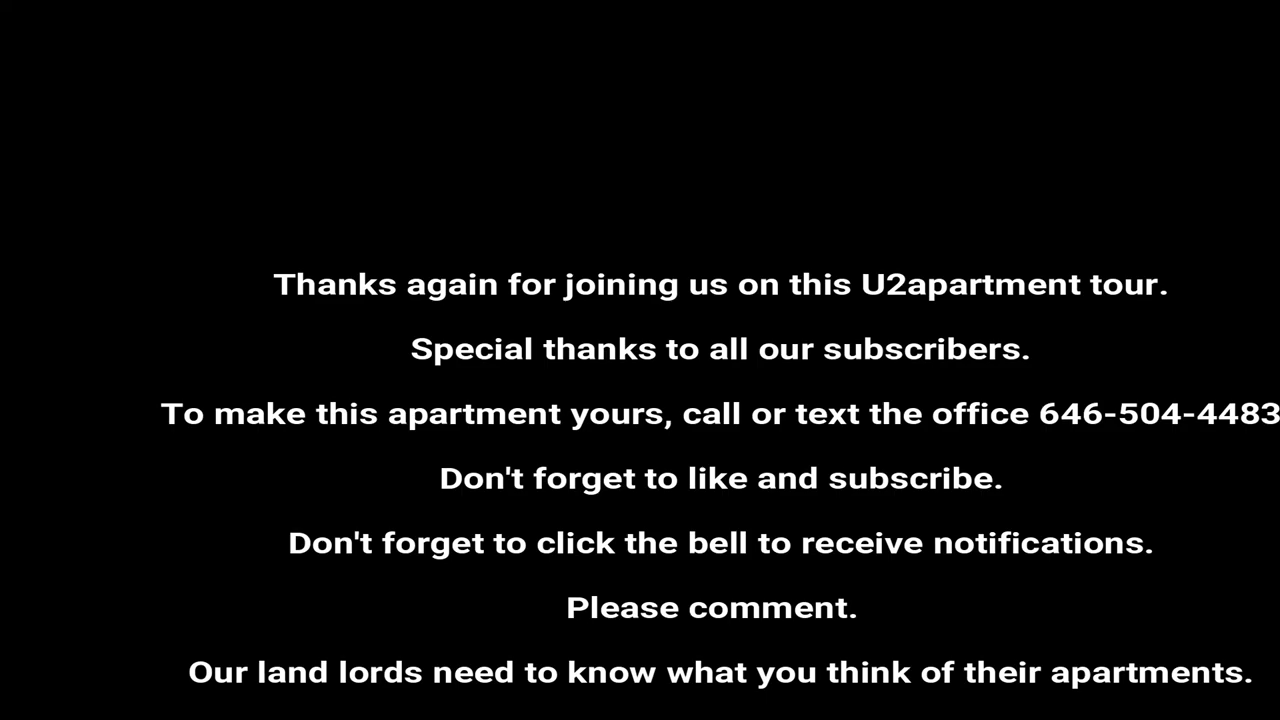 Thanks again for joining us on this U2apartment tour.
Special thanks to all our subscribers.
To make this apartment yours, call or text the office 646-504-4483
Don't forget to like and subscribe.
Don't forget to click the bell to receive notifications.
Please comment.
Our land lords need to know what you think of their apartments.